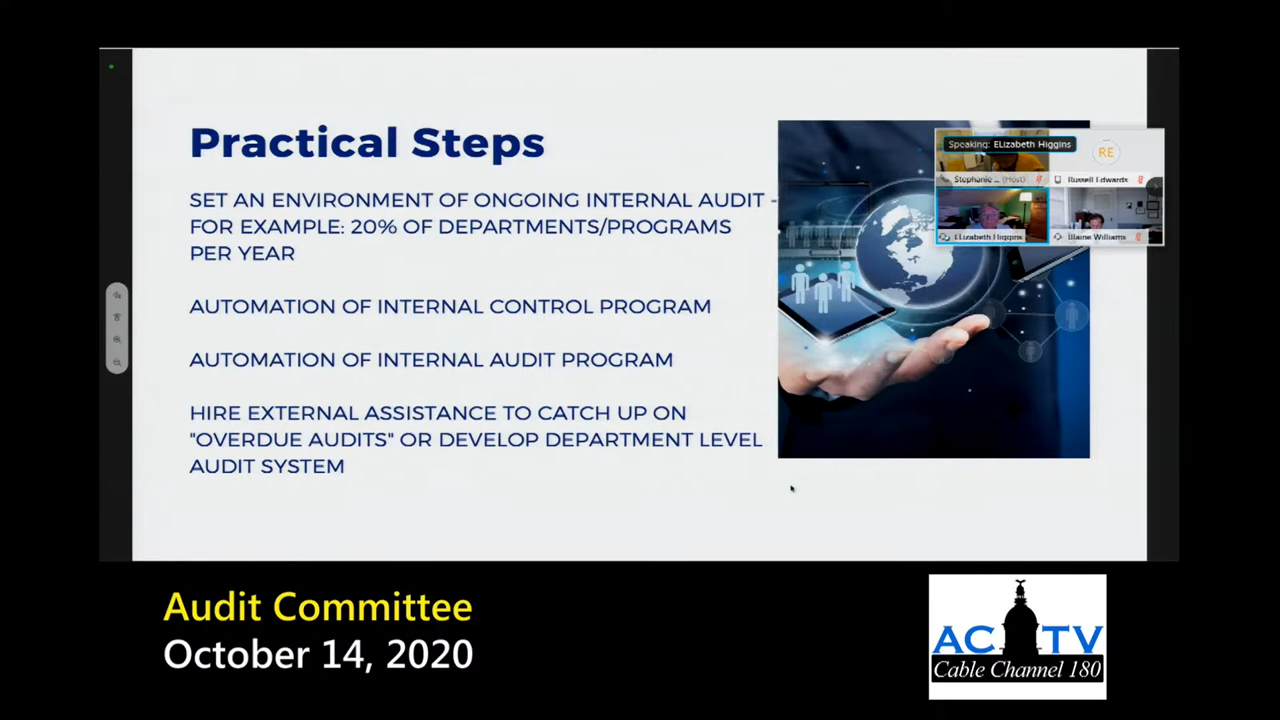 Practical Steps
SET AN ENVIRONMENT OF ONGOING INTERNAL AUDIT -
FOR EXAMPLE: 20% OF DEPARTMENTS/PROGRAMS
PER YEAR
AUTOMATION OF INTERNAL CONTROL PROGRAM
AUTOMATION OF INTERNAL AUDIT PROGRAM
HIRE EXTERNAL ASSISTANCE TO CATCH UP ON
"OVERDUE AUDITS" OR DEVELOP DEPARTMENT LEVEL
AUDIT SYSTEM
Speaking: ELizabeth Higgins
RE
Stephanie ... (Host)
Russell Edwards
ELizabeth Higgins
Blaine Williams
Audit Committee
October 14, 2020
AC TV
Cable Channel 180